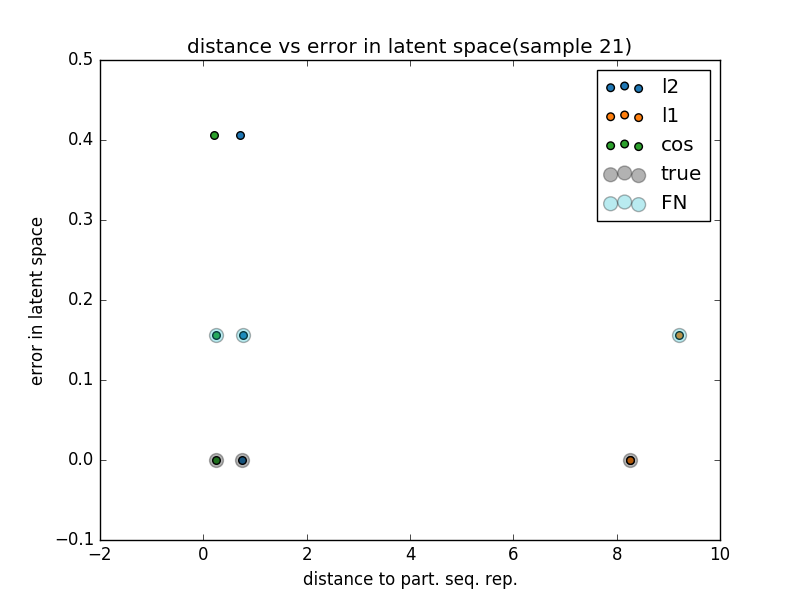 distance vs error in latent space(sample 21)
0.5
0.4
0.3
0.2
0.1
0.0
−0.1
error in latent space
l2
l1
cos
true
FN
−2
0
2
4
6
8
10
distance to part. seq. rep.